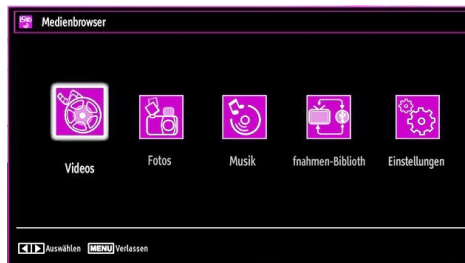 Medienbrowser
Videos
Fotos
Musik
fnahmen-Biblioth
Einstellungen
Auswählen MENU Verlassen